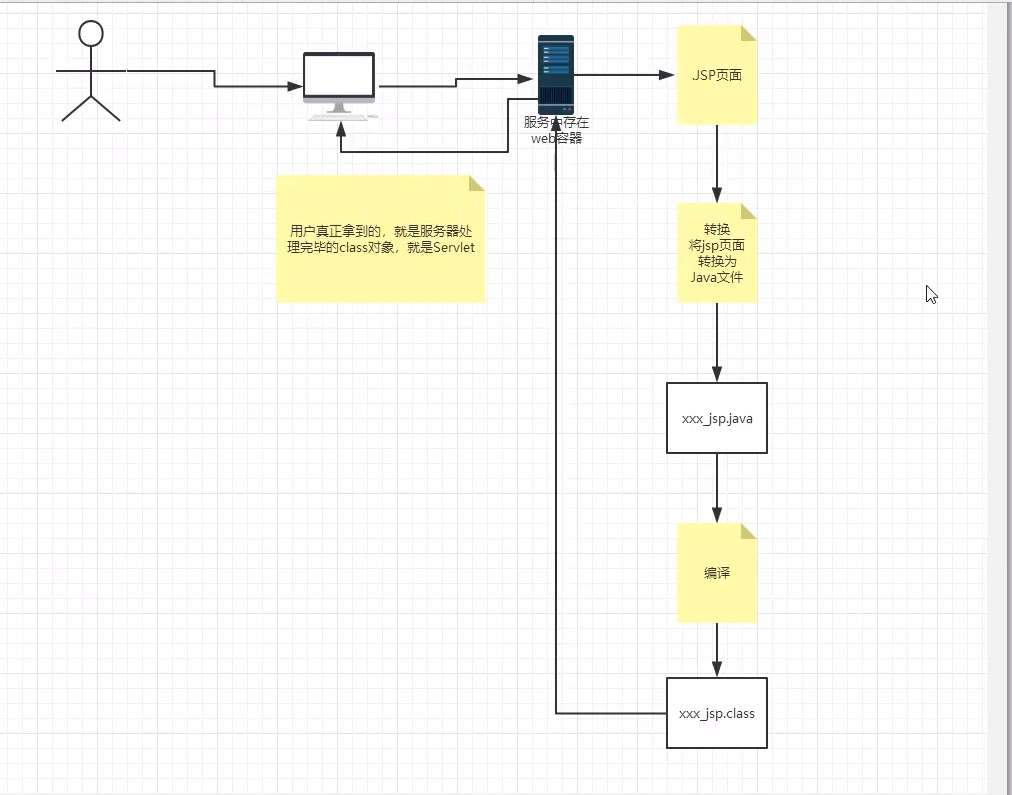 .JSP页面
服务中存在
web容器
用户真正拿到的，就是服务器处
理完毕的class对象，就是Servlet
转换
将jsp页面
转换为
Java文件
xxx_jsp.java
编译
xxx_jsp.class